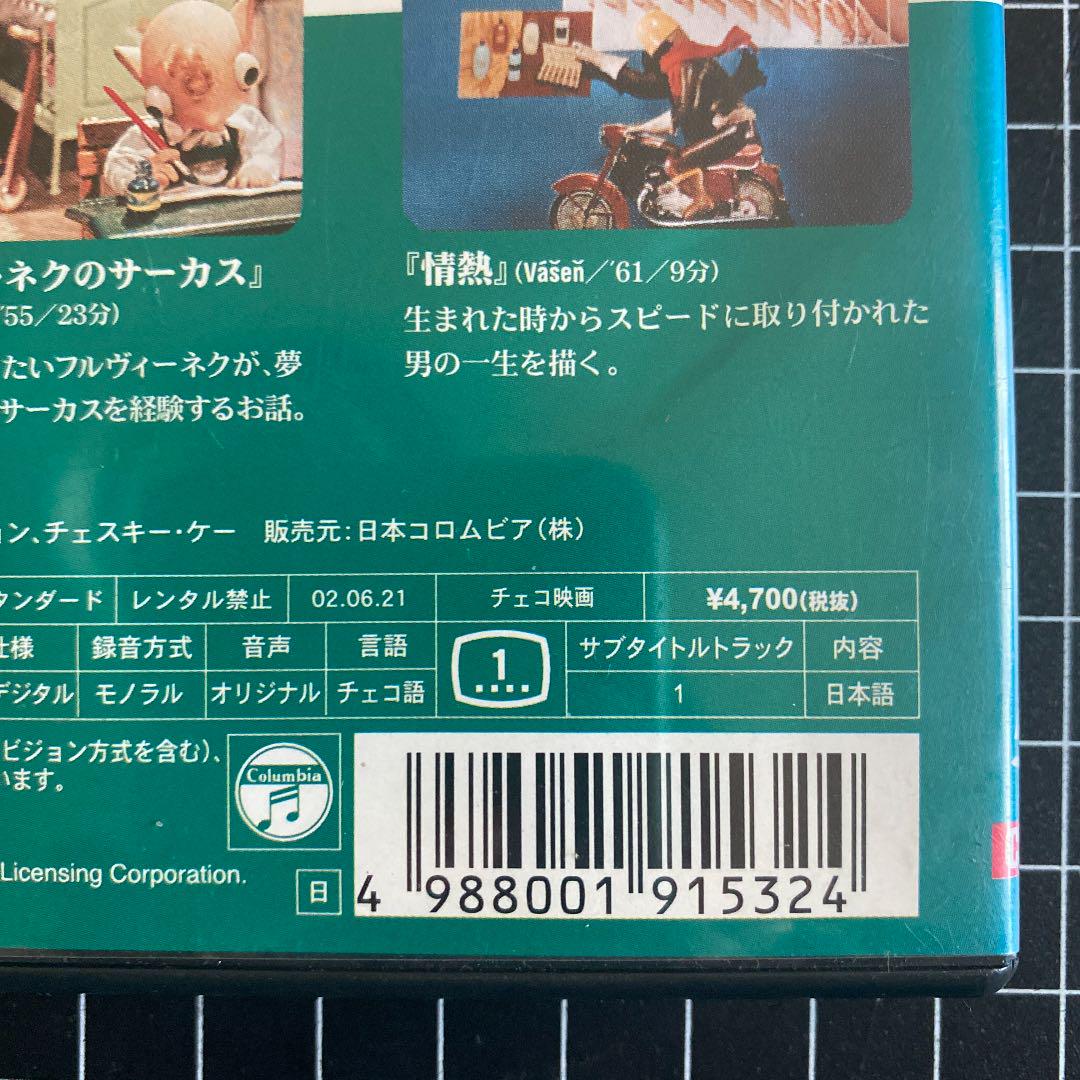 ネクのサーカス』
'55／23分)
たいフルヴィーネクが、夢
サーカスを経験するお話。
『情熱』(Vášeň／'61／9分)
生まれた時からスピードに取り付かれた
男の一生を描く。
ン、チェスキー・ケー 販売元：日本コロムビア（株）
タンダード レンタル禁止 02.06.21 チェコ映画 ¥4,700(税抜)
仕様 録音方式 音声 言語 1 サブタイトルトラック 内容
デジタル モノラル オリジナル チェコ語 1 日本語
ビジョン方式を含む)、
います。
Columbia
Licensing Corporation.
日
4 988001 915324